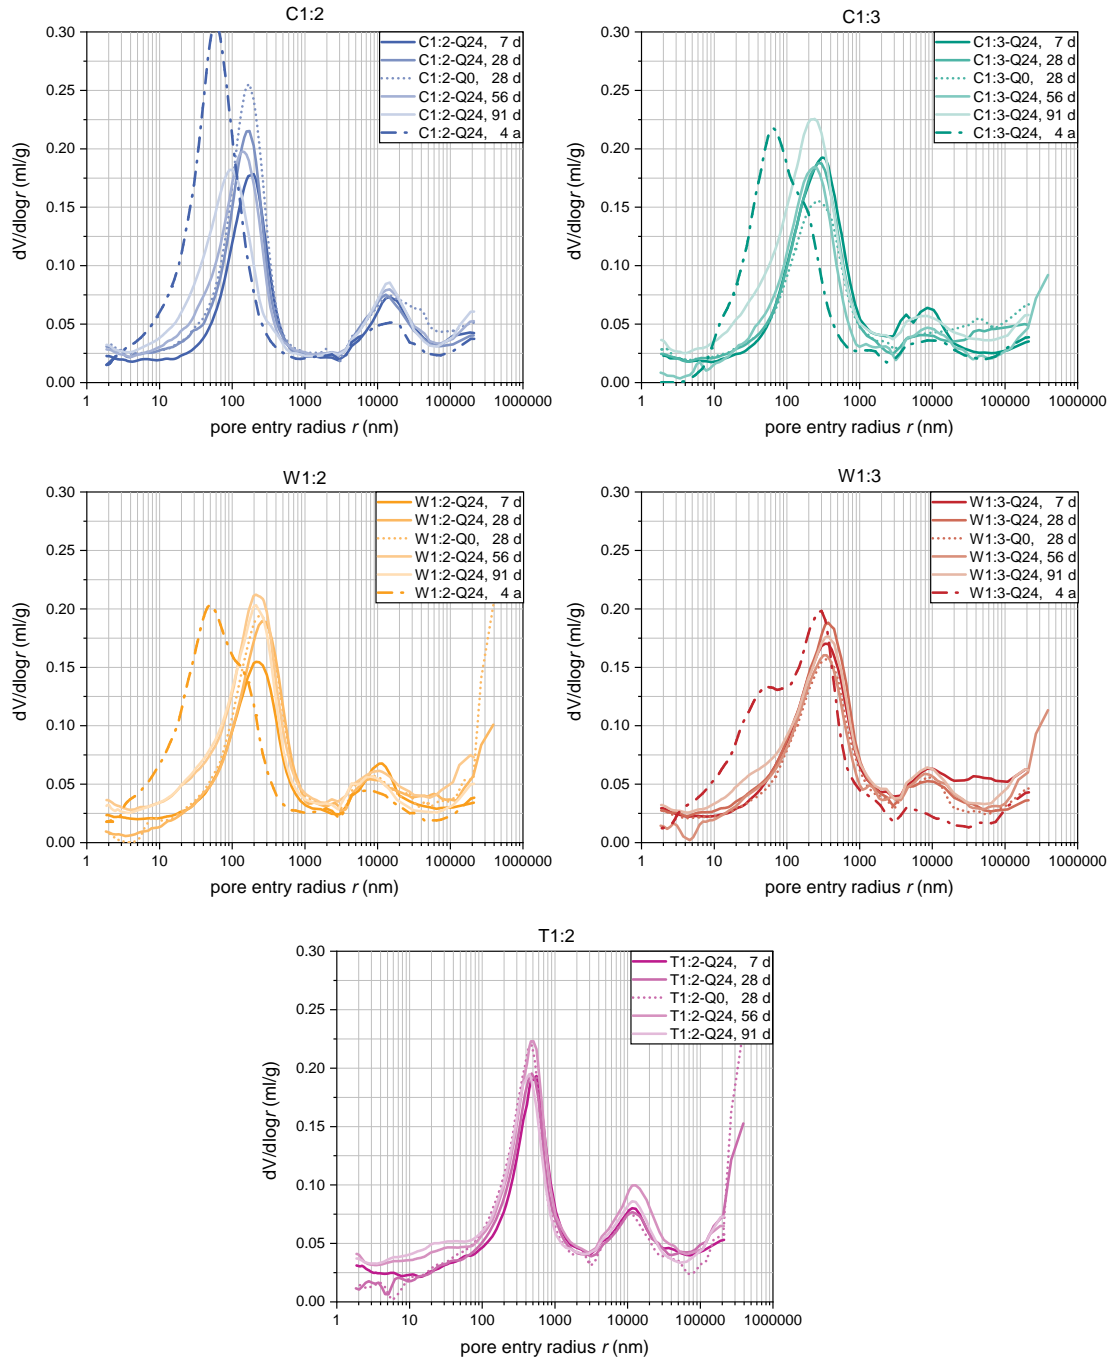 C1:2
0.30
0.25
0.20
0.15
0.10
0.05
0.00
dV/dlogr (ml/g)
C1:2-Q24, 7 d
C1:2-Q24, 28 d
C1:2-Q0, 28 d
C1:2-Q24, 56 d
C1:2-Q24, 91 d
C1:2-Q24, 4 a
1 10 100 1000 10000 100000 1000000
pore entry radius r (nm)
C1:3
0.30
0.25
0.20
0.15
0.10
0.05
0.00
dV/dlogr (ml/g)
C1:3-Q24, 7 d
C1:3-Q24, 28 d
C1:3-Q0, 28 d
C1:3-Q24, 56 d
C1:3-Q24, 91 d
C1:3-Q24, 4 a
1 10 100 1000 10000 100000 1000000
pore entry radius r (nm)
W1:2
0.30
0.25
0.20
0.15
0.10
0.05
0.00
dV/dlogr (ml/g)
W1:2-Q24, 7 d
W1:2-Q24, 28 d
W1:2-Q0, 28 d
W1:2-Q24, 56 d
W1:2-Q24, 91 d
W1:2-Q24, 4 a
1 10 100 1000 10000 100000 1000000
pore entry radius r (nm)
W1:3
0.30
0.25
0.20
0.15
0.10
0.05
0.00
dV/dlogr (ml/g)
W1:3-Q24, 7 d
W1:3-Q24, 28 d
W1:3-Q0, 28 d
W1:3-Q24, 56 d
W1:3-Q24, 91 d
W1:3-Q24, 4 a
1 10 100 1000 10000 100000 1000000
pore entry radius r (nm)
T1:2
0.30
0.25
0.20
0.15
0.10
0.05
0.00
dV/dlogr (ml/g)
T1:2-Q24, 7 d
T1:2-Q24, 28 d
T1:2-Q0, 28 d
T1:2-Q24, 56 d
T1:2-Q24, 91 d
1 10 100 1000 10000 100000 1000000
pore entry radius r (nm)